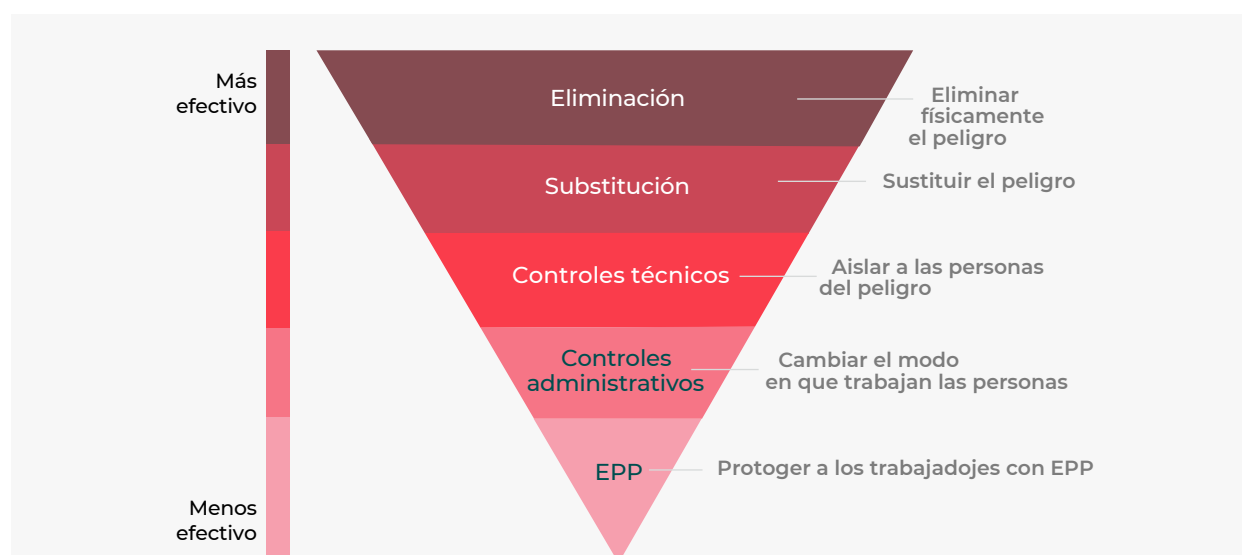 Más
efectivo
Eliminación
Eliminar
físicamente
el peligro
Substitución
Sustituir el peligro
Controles técnicos
Aislar a las personas
del peligro
Controles
administrativos
Cambiar el modo
en que trabajan las personas
EPP
Protoger a los trabajadojes con EPP
Menos
efectivo